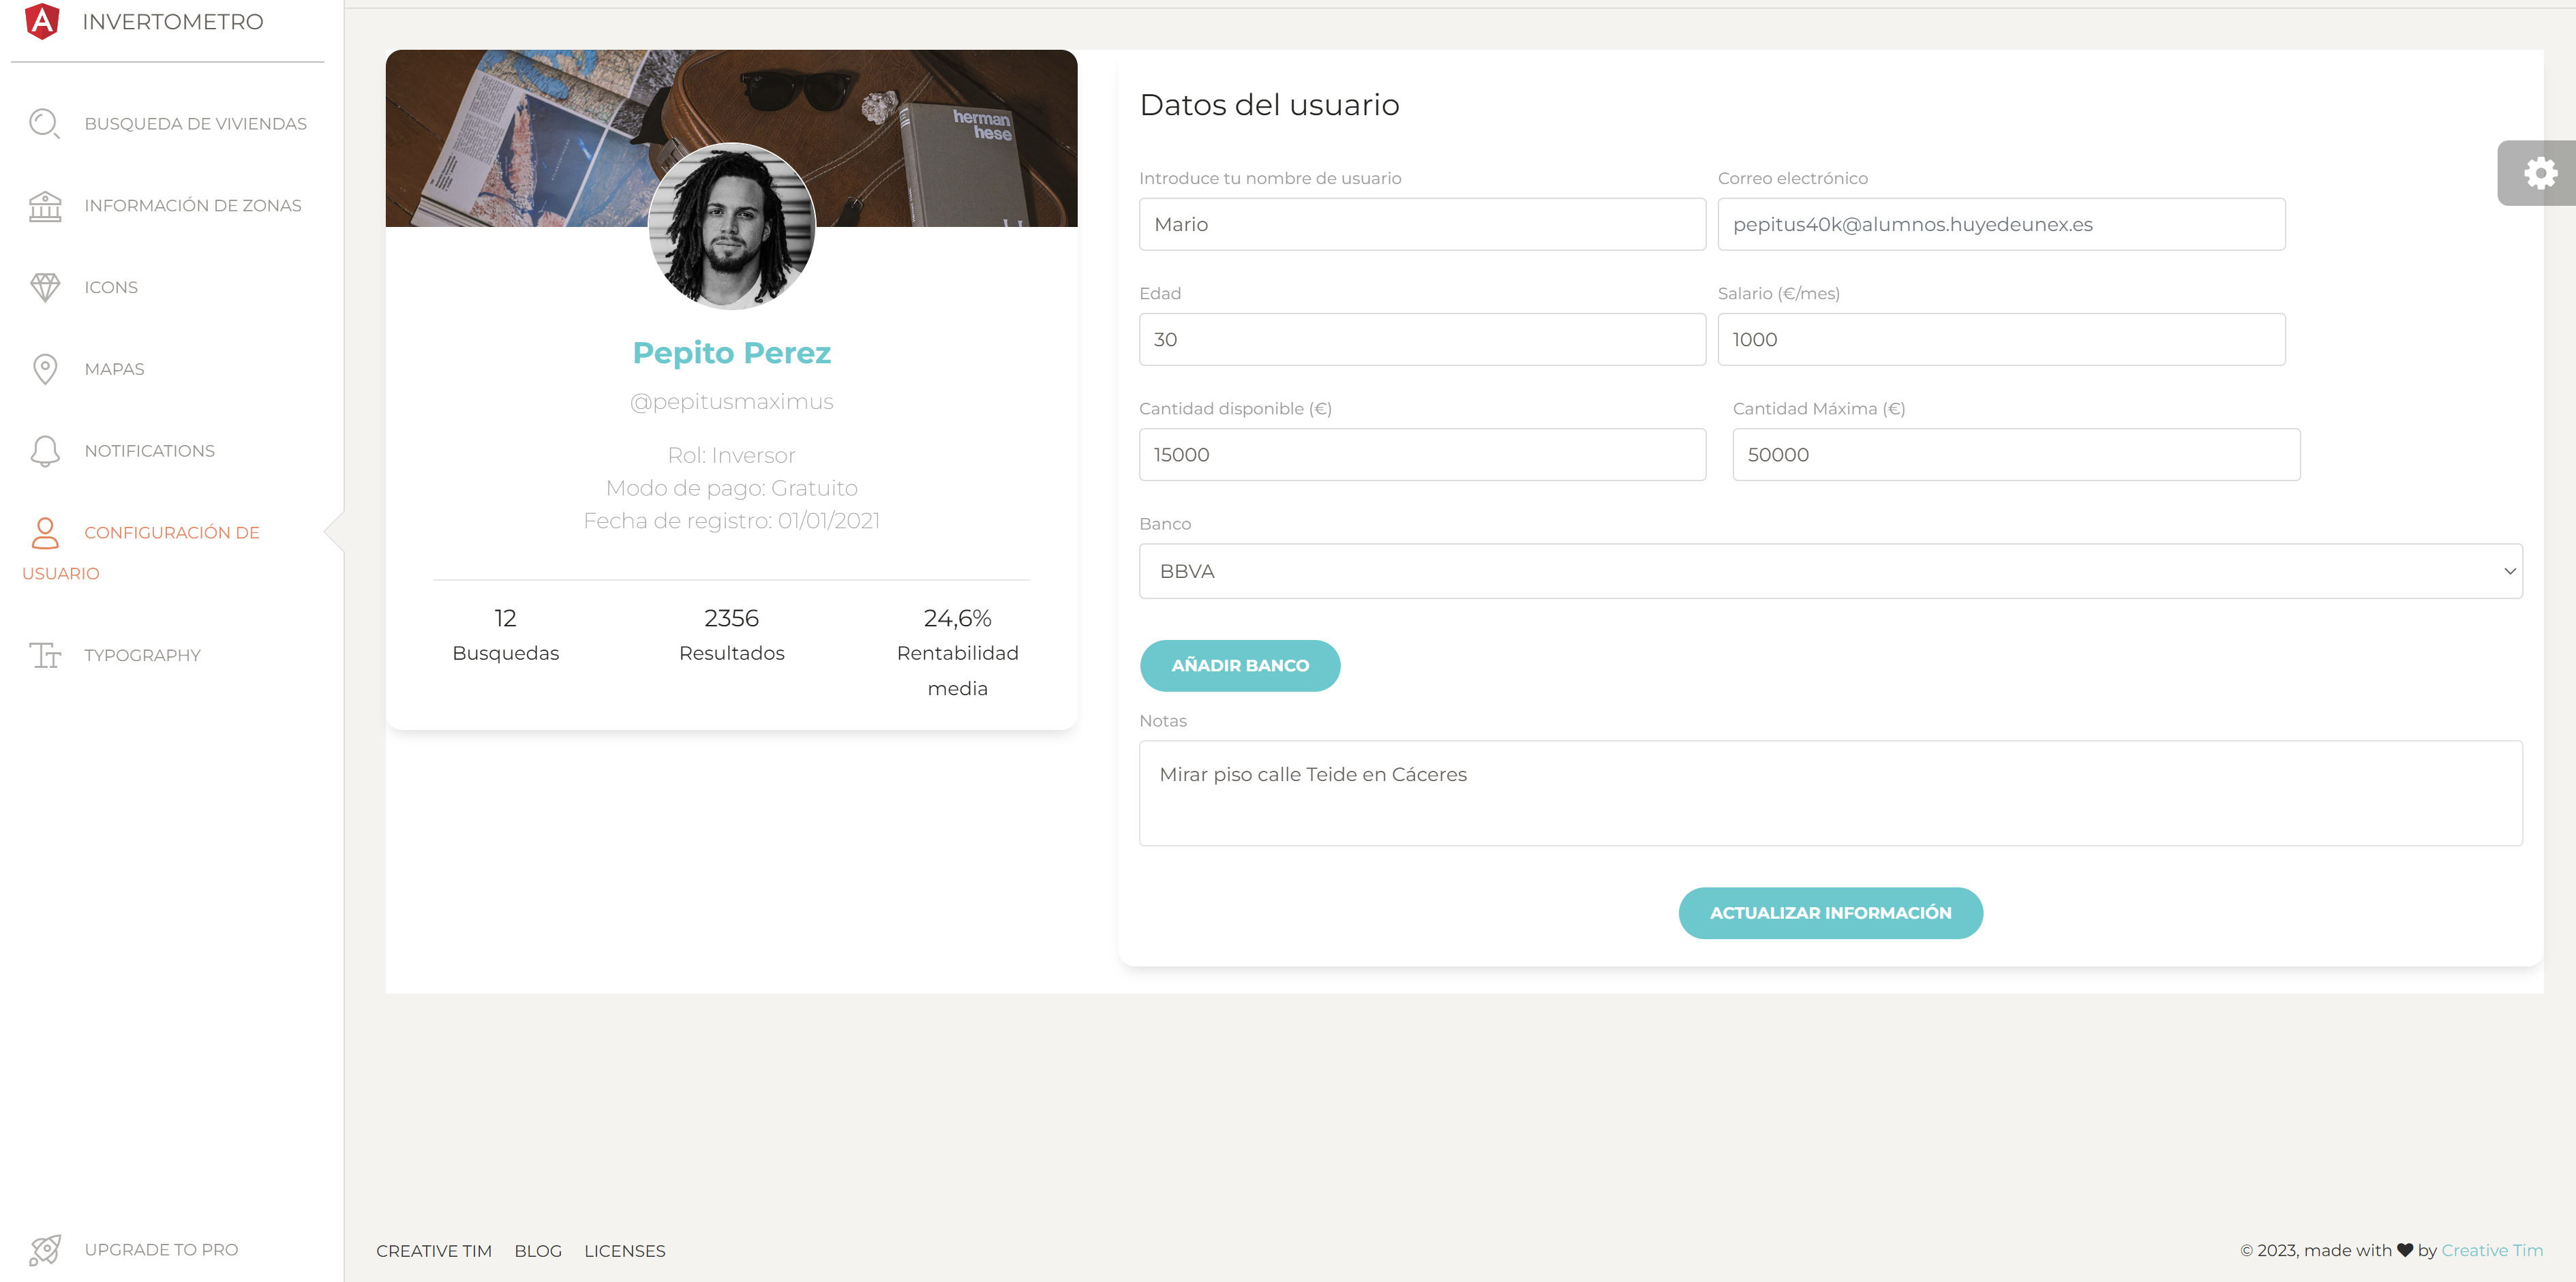 INVERTOMETRO
BUSQUEDA DE VIVIENDAS
INFORMACIÓN DE ZONAS
ICONS
MAPAS
NOTIFICATIONS
CONFIGURACIÓN DE
USUARIO
TYPOGRAPHY
UPGRADE TO PRO
herman
hese
Pepito Perez
@pepitusmaximus
Rol: Inversor
Modo de pago: Gratuito
Fecha de registro: 01/01/2021
12
Busquedas
2356
Resultados
24,6%
Rentabilidad
media
Datos del usuario
Introduce tu nombre de usuario
Mario
Correo electrónico
pepitus40k@alumnos.huyedeunex.es
Edad
30
Salario (€/mes)
1000
Cantidad disponible (€)
15000
Cantidad Máxima (€)
50000
Banco
BBVA
AÑADIR BANCO
Notas
Mirar piso calle Teide en Cáceres
ACTUALIZAR INFORMACIÓN
CREATIVE TIM BLOG LICENSES
© 2023, made with by Creative Tim